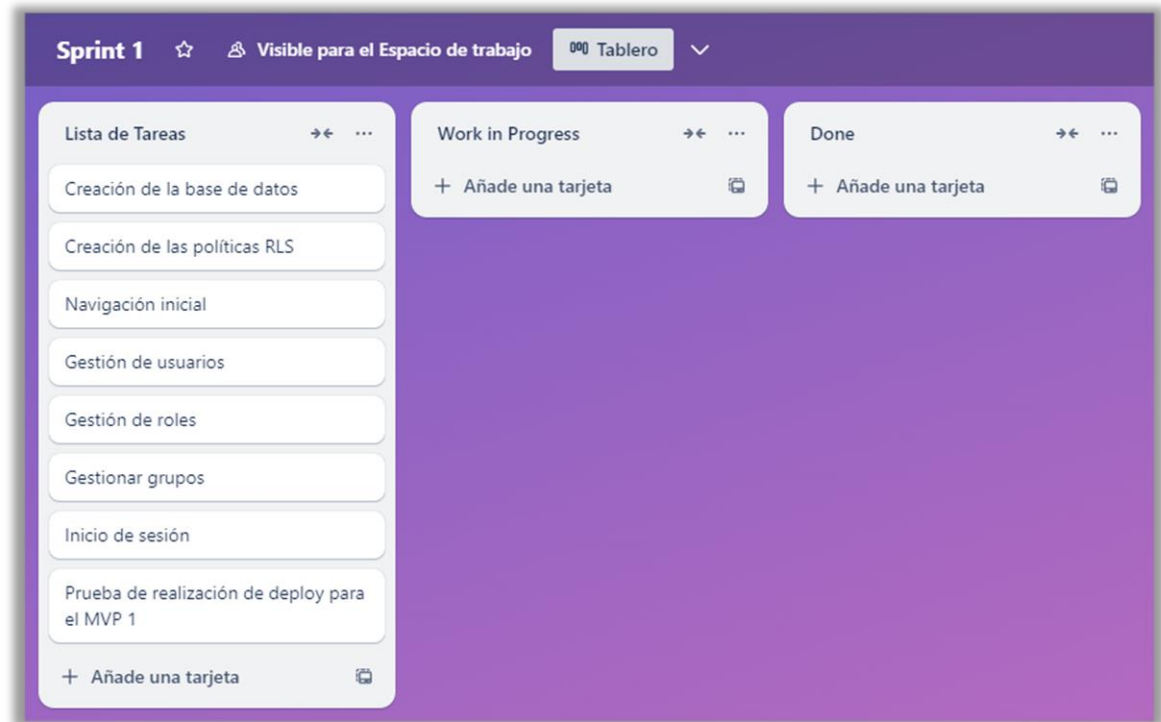 Sprint 1
Visible para el Espacio de trabajo
Tablero
Lista de Tareas
Creación de la base de datos
Creación de las políticas RLS
Navigación inicial
Gestión de usuarios
Gestión de roles
Gestionar grupos
Inicio de sesión
Prueba de realización de deploy para
el MVP 1
+ Añade una tarjeta
Work in Progress
+ Añade una tarjeta
Done
+ Añade una tarjeta